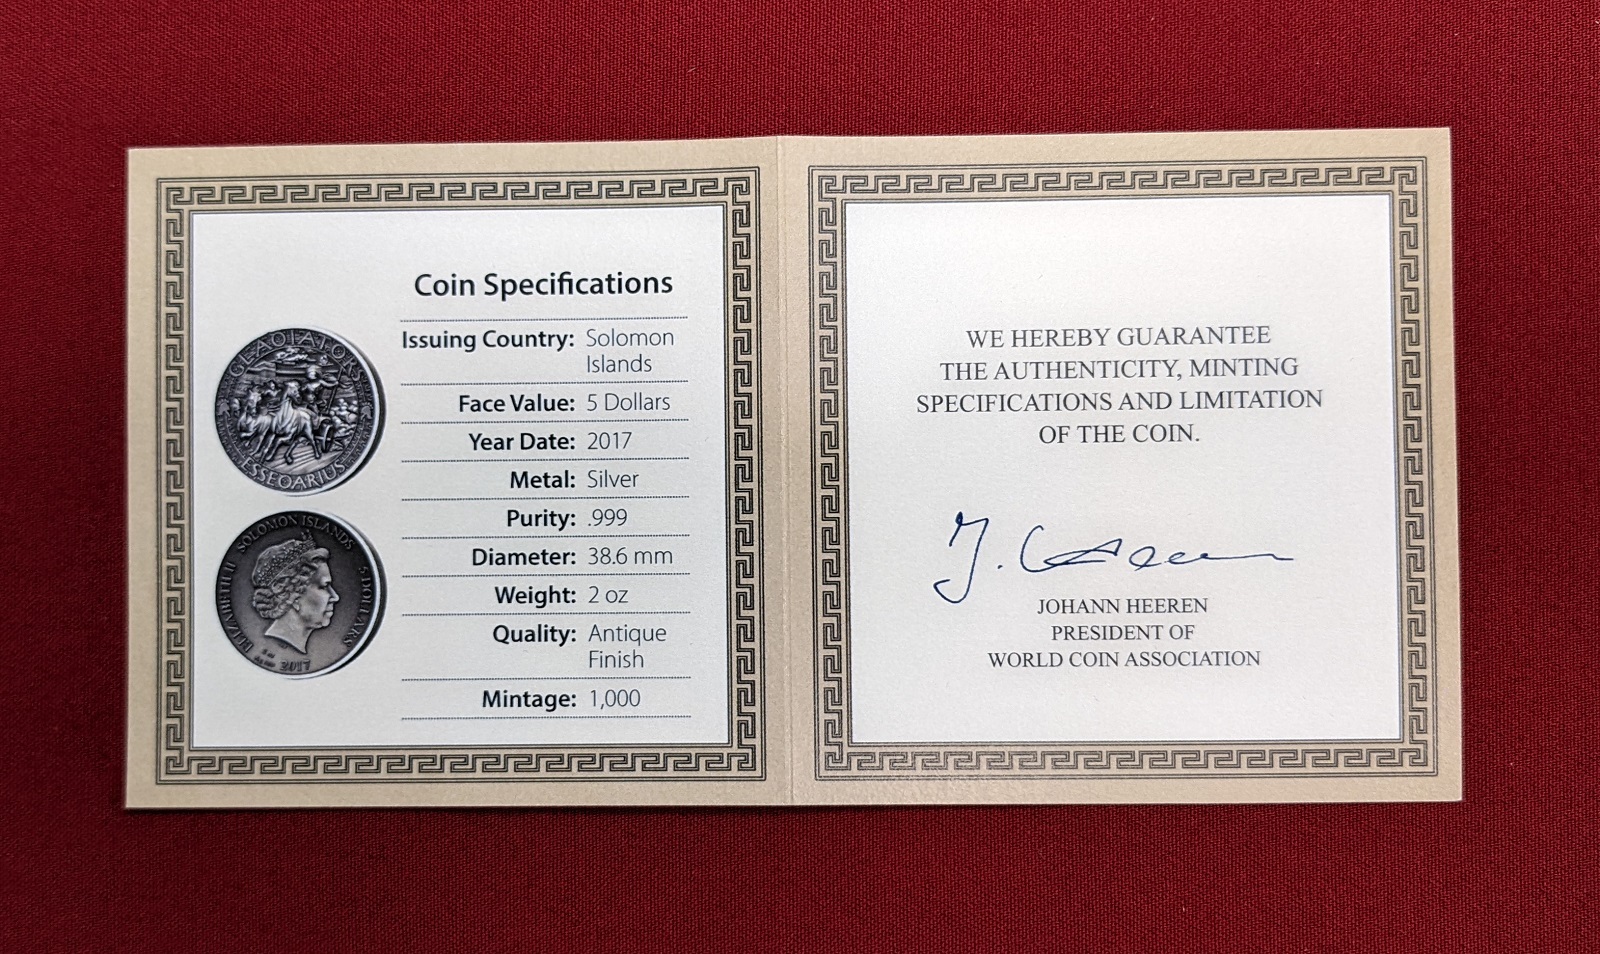 GLADIATORS
ESSEDARIUS
SOLOMON ISLANDS
ELIZABETH II
5 DOLLARS
2017
Coin Specifications
Issuing Country: Solomon
Islands
Face Value: 5 Dollars
Year Date: 2017
Metal: Silver
Purity: .999
Diameter: 38.6 mm
Weight: 2 oz
Quality: Antique
Finish
Mintage: 1,000
WE HEREBY GUARANTEE
THE AUTHENTICITY, MINTING
SPECIFICATIONS AND LIMITATION
OF THE COIN.
J. Heeren
JOHANN HEEREN
PRESIDENT OF
WORLD COIN ASSOCIATION